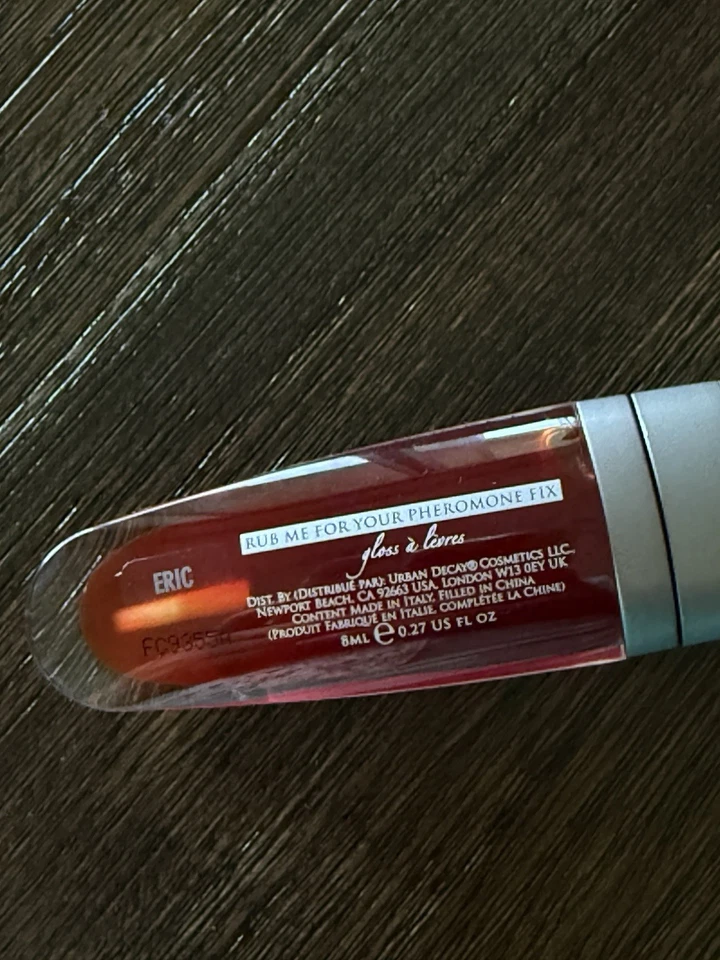 RUB ME FOR YOUR PHEROMONE FIX
gloss à lèvres
ERIC
DIST. BY (DISTRIBUÉ PAR): URBAN DECAY® COSMETICS LLC.
NEWPORT BEACH, CA 92663 USA. LONDON W13 0EY UK
CONTENT MADE IN ITALY, FILLED IN CHINA
(PRODUIT FABRIQUÉ EN ITALIE, COMPLÉTÉE LA CHINE)
8ML e 0.27 US FL OZ